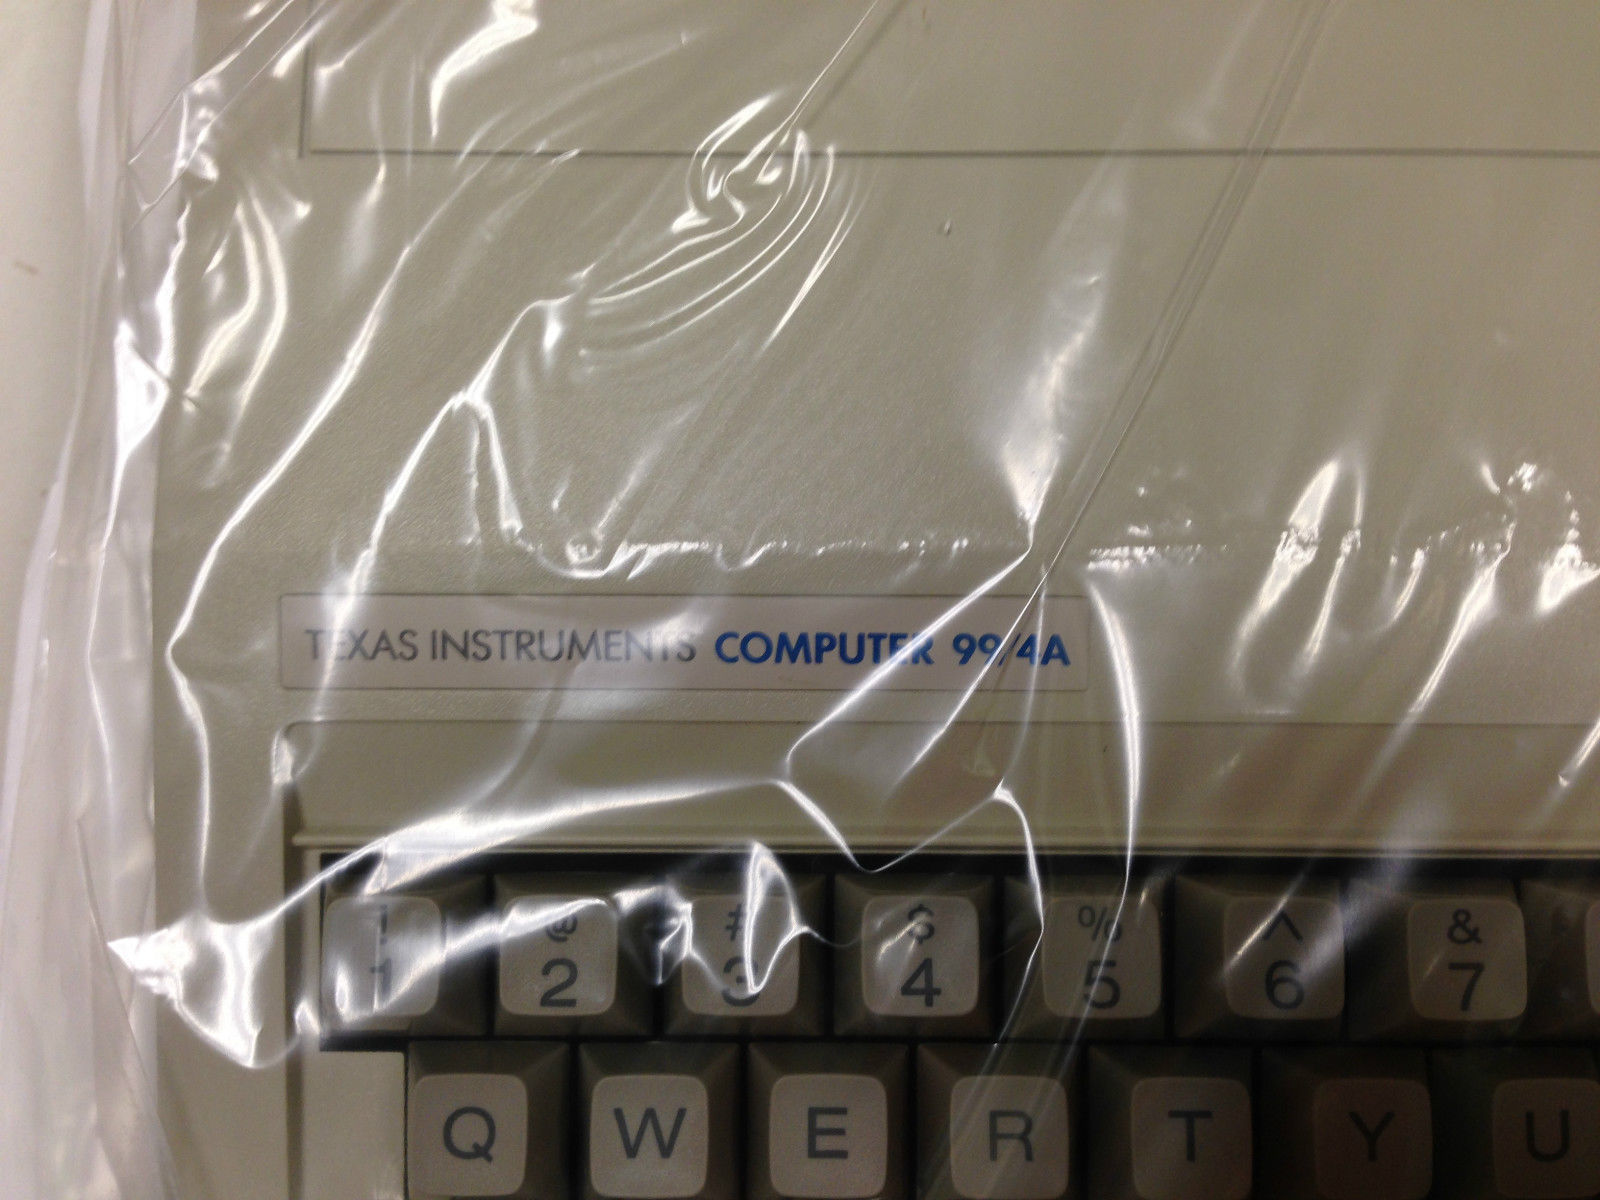 TEXAS INSTRUMENTS COMPUTER 99/4A
! @ # $ % ^ &
1 2 3 4 5 6 7
Q W E R T Y U